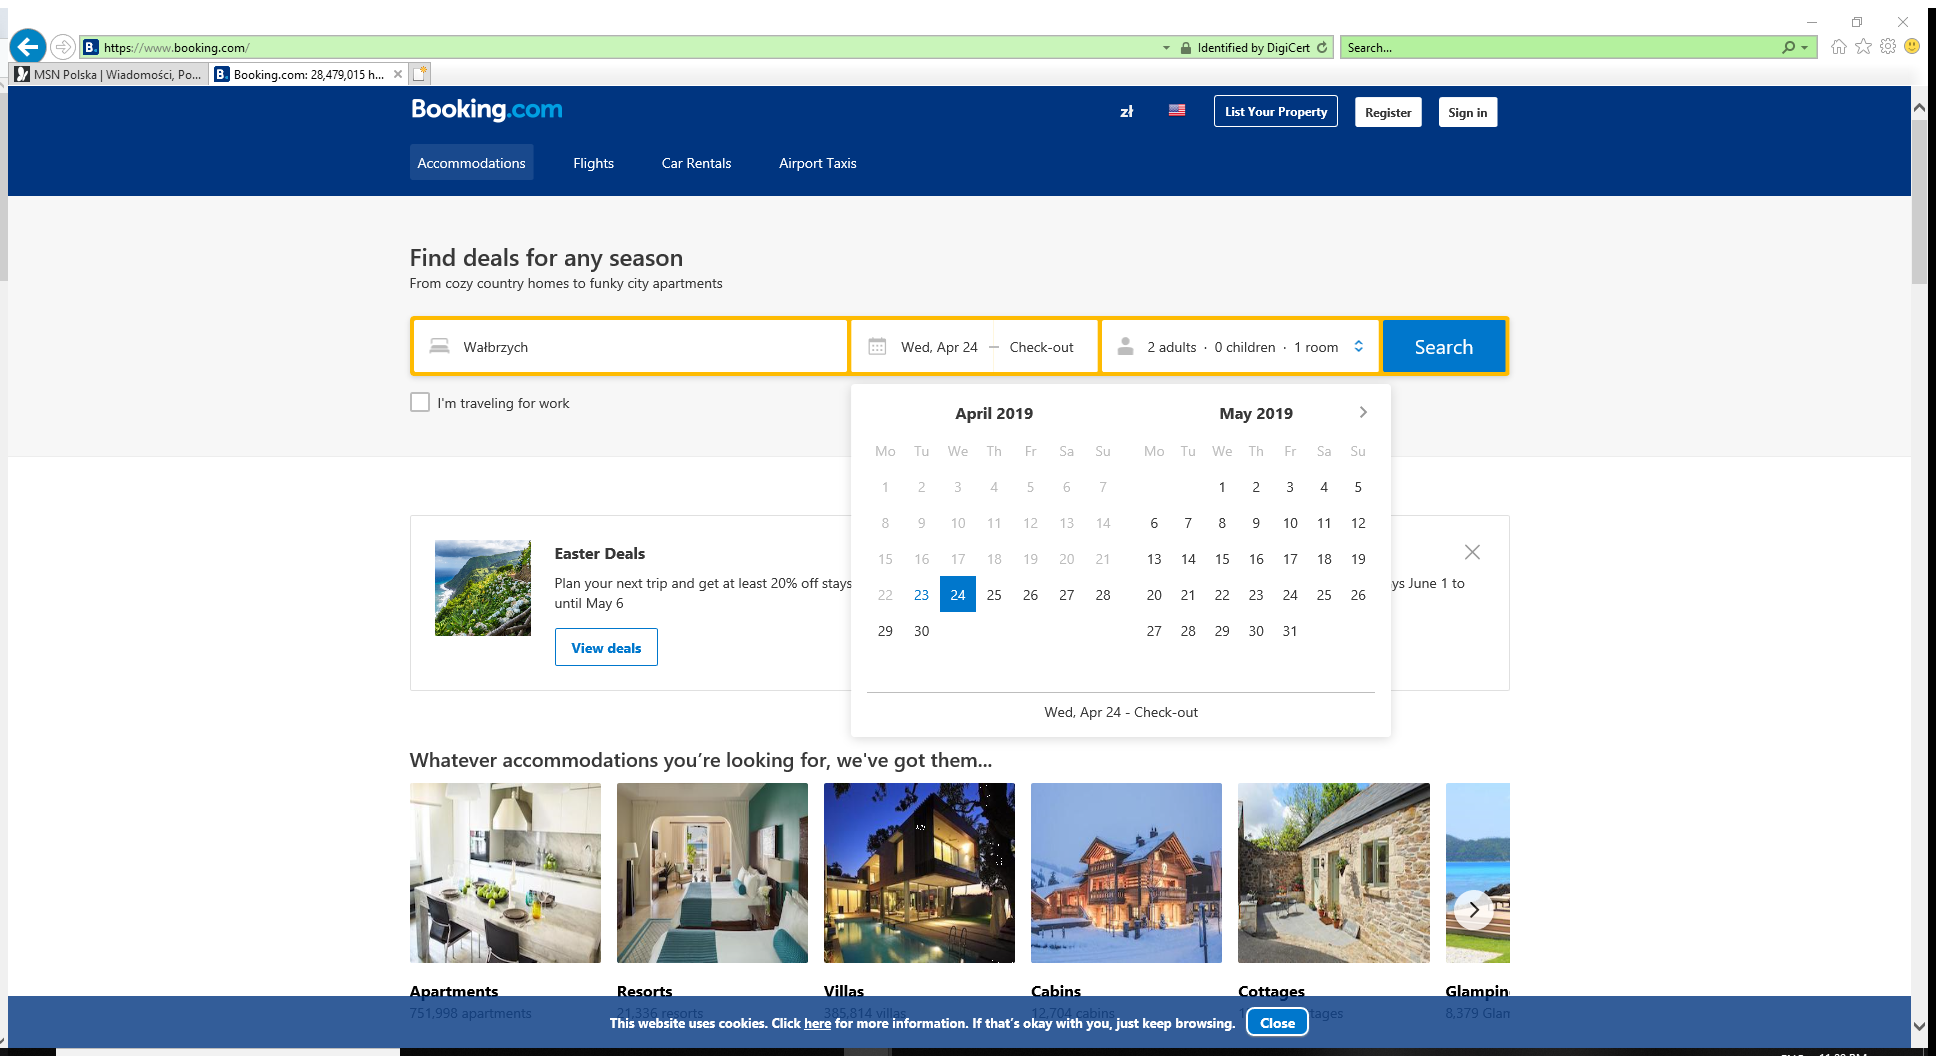 https://www.booking.com/
Identified by DigiCert
Search...
MSN Polska | Wiadomości, Po...
B. Booking.com: 28,479,015 h...
Booking.com
zł
List Your Property
Register
Sign in
Accommodations
Flights
Car Rentals
Airport Taxis
Find deals for any season
From cozy country homes to funky city apartments
Wałbrzych
Wed, Apr 24 — Check-out
2 adults · 0 children · 1 room
Search
I'm traveling for work
April 2019
Mo Tu We Th Fr Sa Su
1 2 3 4 5 6 7
8 9 10 11 12 13 14
15 16 17 18 19 20 21
22 23 24 25 26 27 28
29 30
May 2019
Mo Tu We Th Fr Sa Su
1 2 3 4 5
6 7 8 9 10 11 12
13 14 15 16 17 18 19
20 21 22 23 24 25 26
27 28 29 30 31
Wed, Apr 24 - Check-out
Easter Deals
Plan your next trip and get at least 20% off stays
June 1 to
until May 6
View deals
Whatever accommodations you're looking for, we've got them...
Apartments
751,998 apartments
Resorts
21,336 resorts
Villas
385,814 villas
Cabins
12,704 cabins
Cottages
Glampin
8,379 Glam
This website uses cookies. Click here for more information. If that's okay with you, just keep browsing.
Close